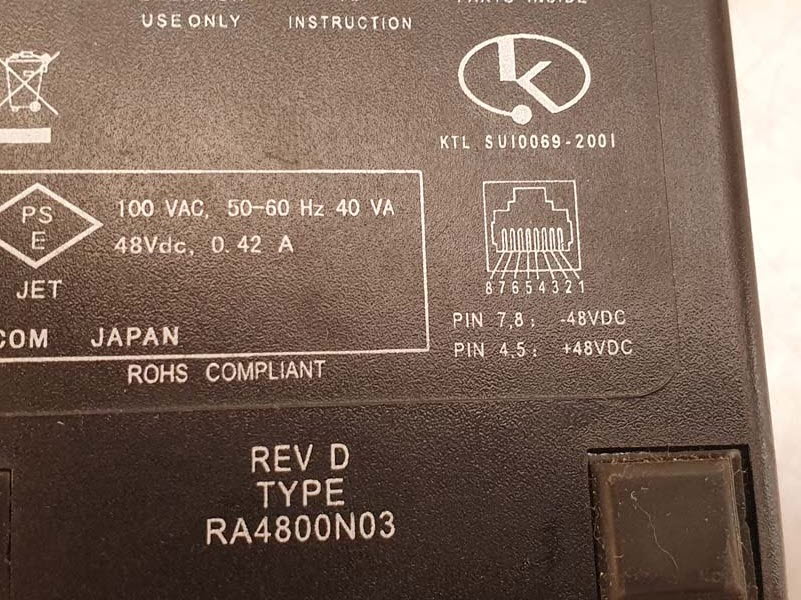 USE ONLY
INSTRUCTION
KTL SU10069-2001
PS
E
JET
100 VAC, 50-60 Hz 40 VA
48Vdc, 0.42 A
COM JAPAN
ROHS COMPLIANT
87654321
PIN 7,8: -48VDC
PIN 4,5: +48VDC
REV D
TYPE
RA4800N03